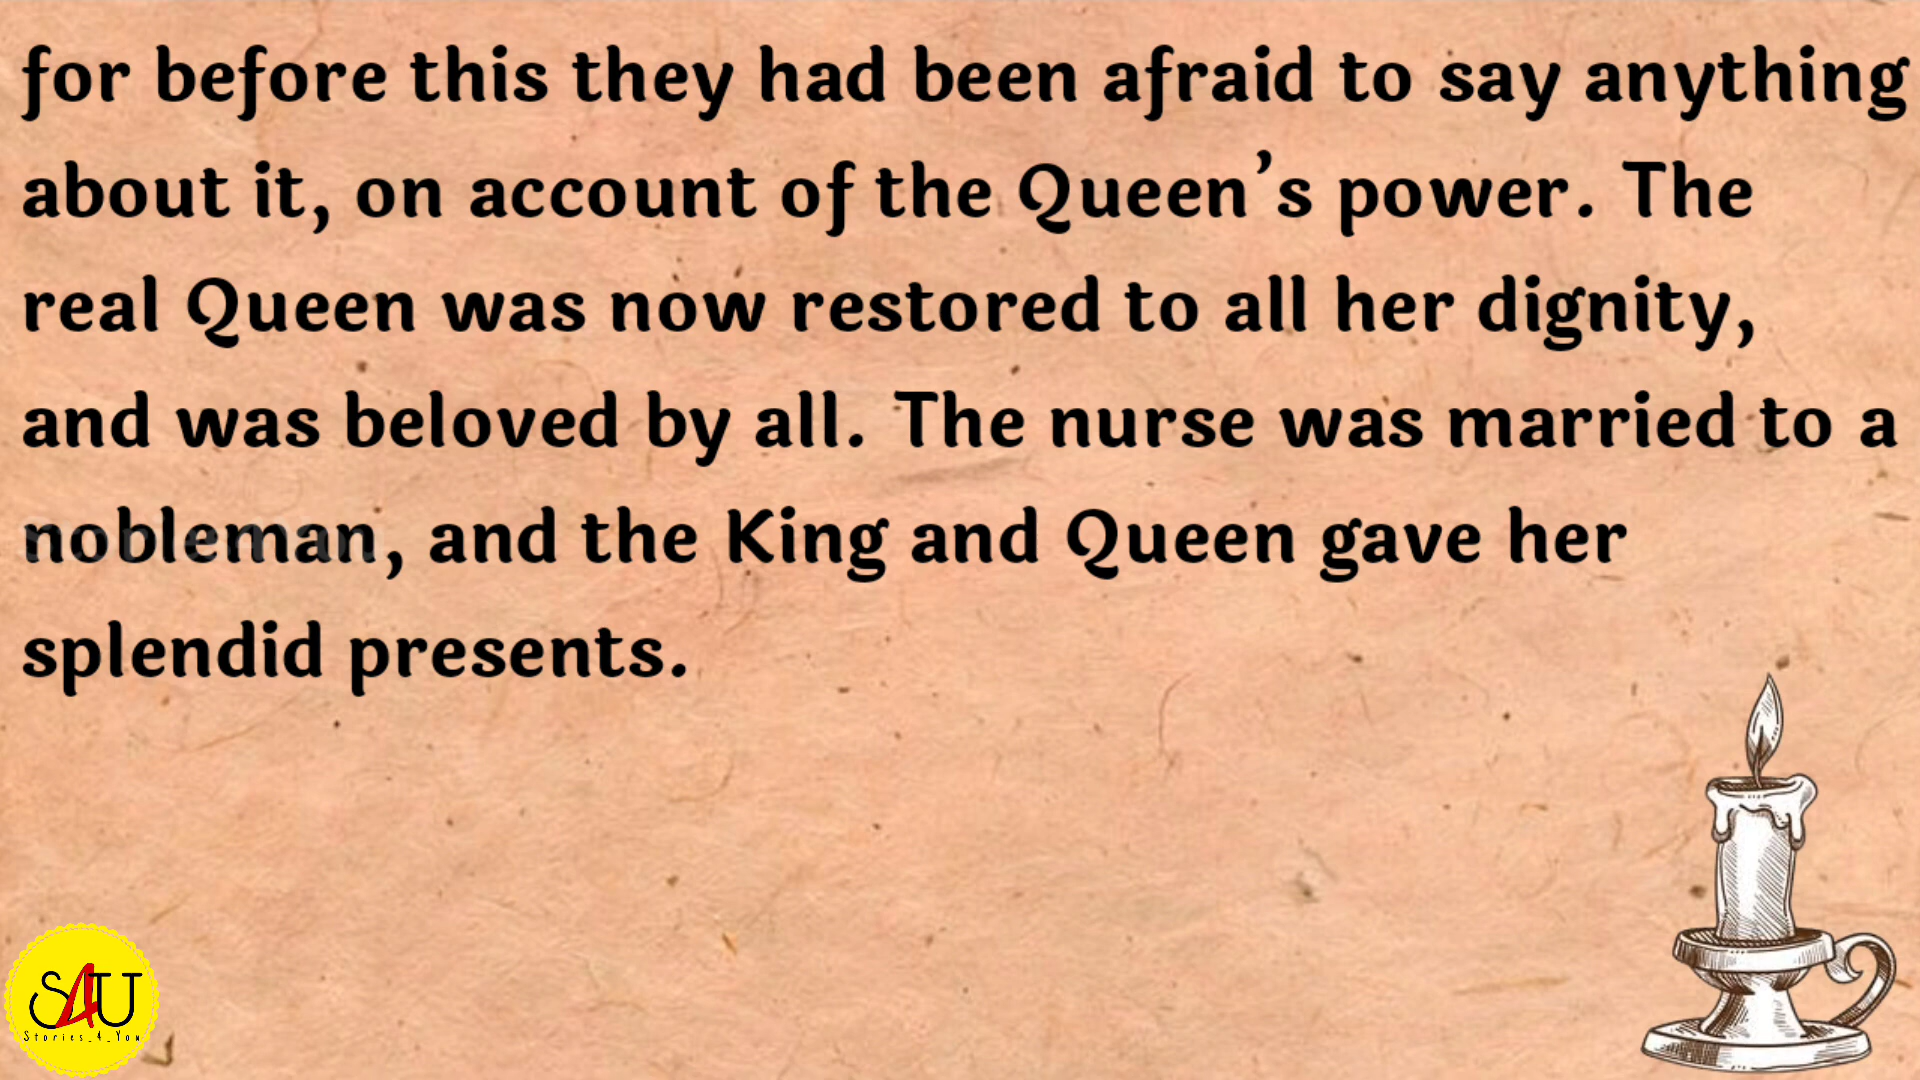 for before this they had been afraid to say anything
about it, on account of the Queen’s power. The
real Queen was now restored to all her dignity,
and was beloved by all. The nurse was married to a
nobleman, and the King and Queen gave her
splendid presents.
S4U
Stories_4_You